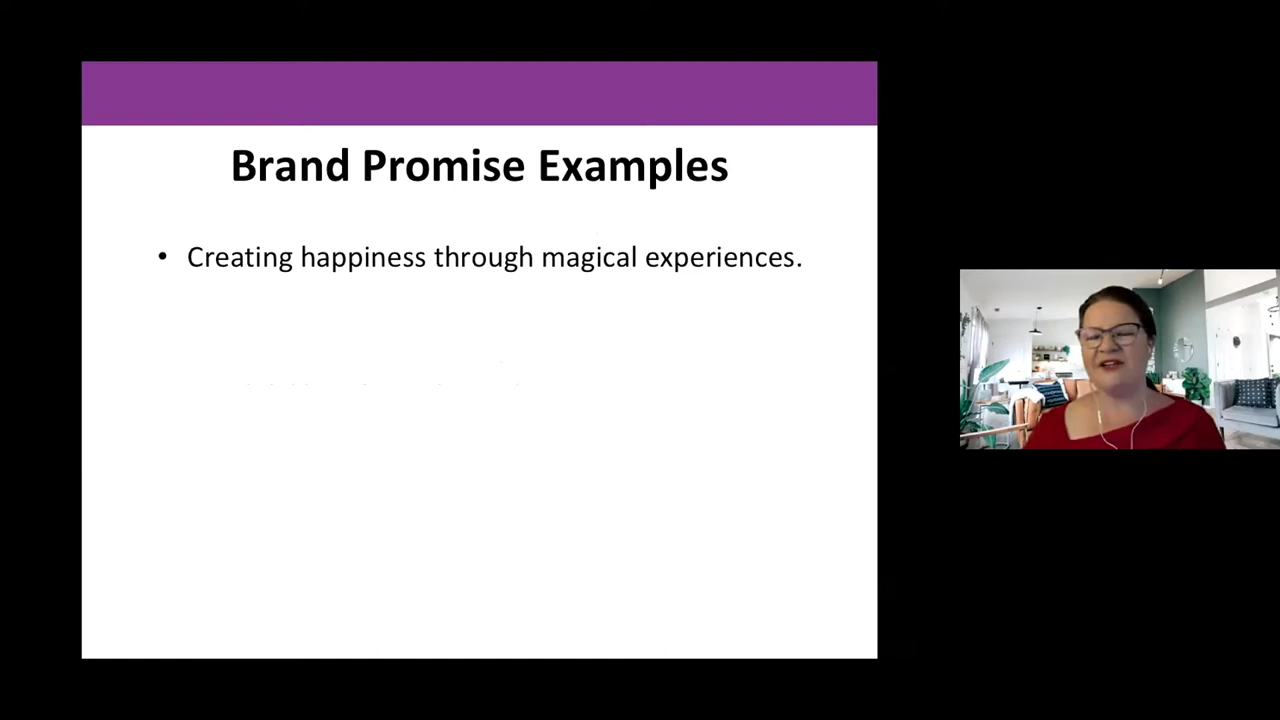 Brand Promise Examples
• Creating happiness through magical experiences.